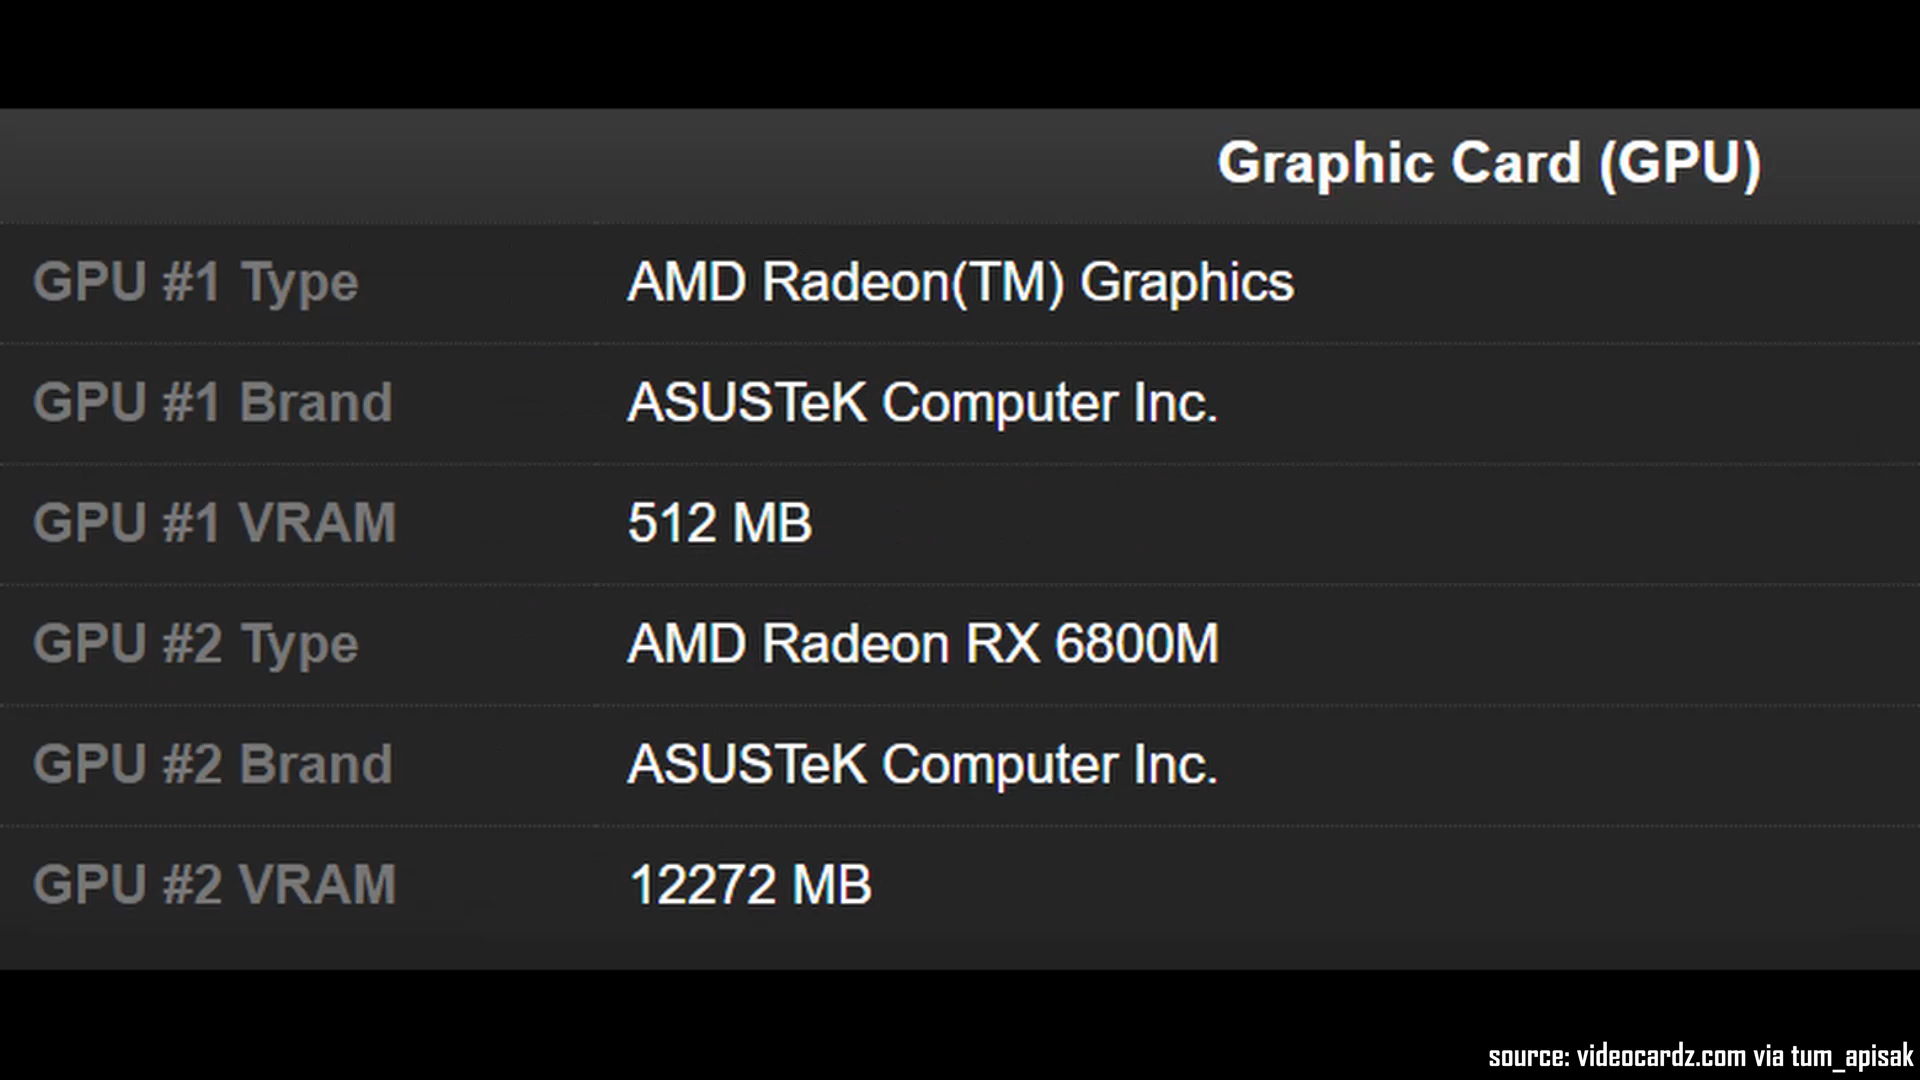 Graphic Card (GPU)
GPU #1 Type AMD Radeon(TM) Graphics
GPU #1 Brand ASUSTeK Computer Inc.
GPU #1 VRAM 512 MB
GPU #2 Type AMD Radeon RX 6800M
GPU #2 Brand ASUSTeK Computer Inc.
GPU #2 VRAM 12272 MB
source: videocardz.com via tum_apisak